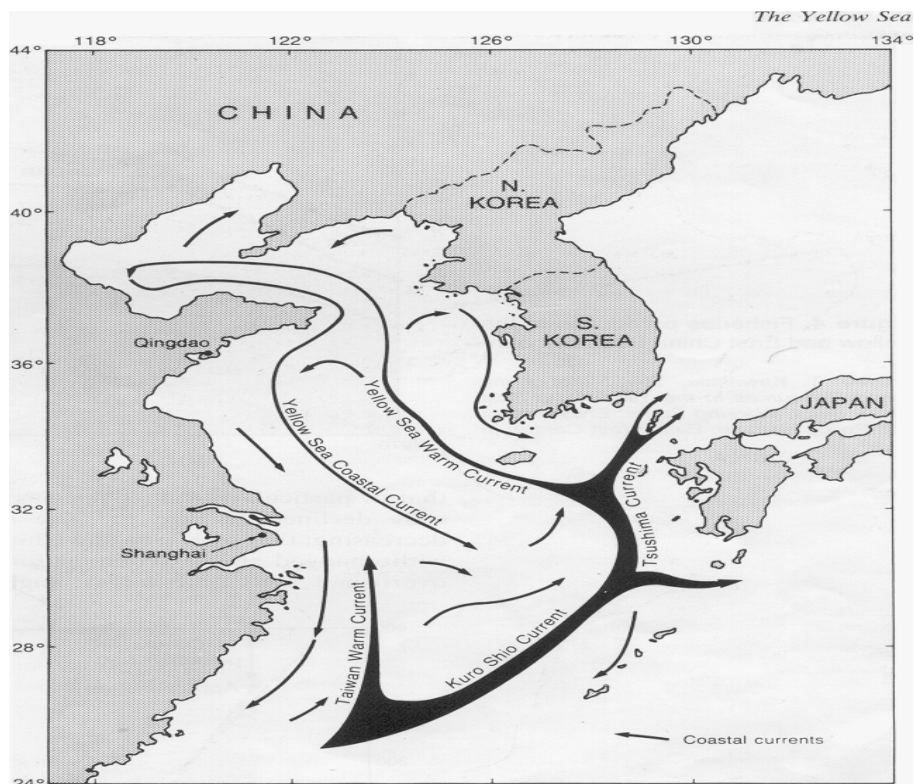 The Yellow Sea
118° 122° 126° 130° 134°
44°
CHINA
40°
N.
KOREA
S.
KOREA
Qingdao
36°
JAPAN
Yellow Sea Warm Current
Yellow Sea Coastal Current
32°
Shanghai
Tsushima Current
Taiwan Warm Current
Kuro Shio Current
28°
Coastal currents
24°